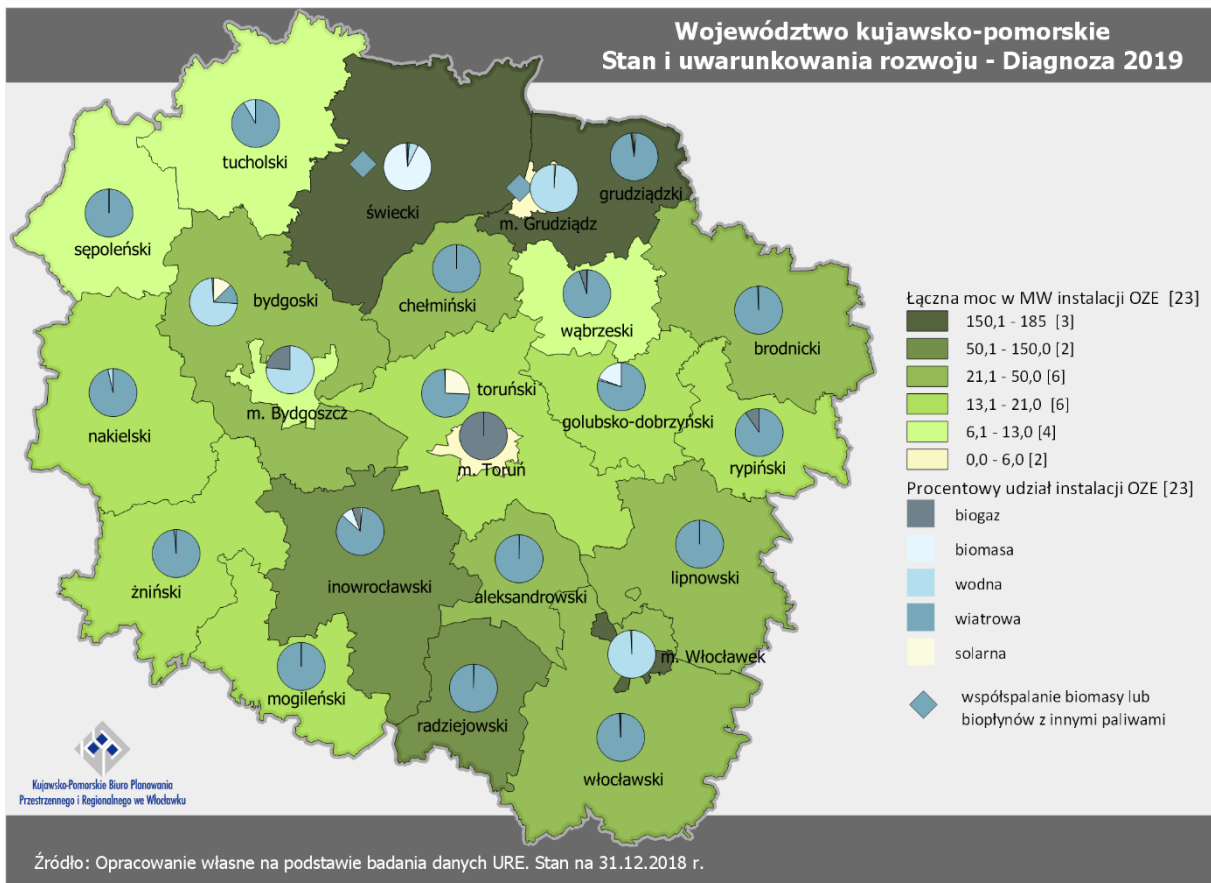 Województwo kujawsko-pomorskie
Stan i uwarunkowania rozwoju - Diagnoza 2019
tucholski
świecki
grudziądzki
m. Grudziądz
sępoleński
bydgoski
chełmiński
wąbrzeski
brodnicki
m. Bydgoszcz
toruński
nakielski
golubsko-dobrzyński
m. Toruń
rypiński
żniński
inowrocławski
aleksandrowski
lipnowski
m. Włocławek
mogileński
radziejowski
włocławski
Łączna moc w MW instalacji OZE [23]
150,1 - 185 [3]
50,1 - 150,0 [2]
21,1 - 50,0 [6]
13,1 - 21,0 [6]
6,1 - 13,0 [4]
0,0 - 6,0 [2]
Procentowy udział instalacji OZE [23]
biogaz
biomasa
wodna
wiatrowa
solarna
współspalanie biomasy lub
biopłynów z innymi paliwami
Kujawsko-Pomorskie Biuro Planowania
Przestrzennego i Regionalnego we Włocławku
Źródło: Opracowanie własne na podstawie badania danych URE. Stan na 31.12.2018 r.